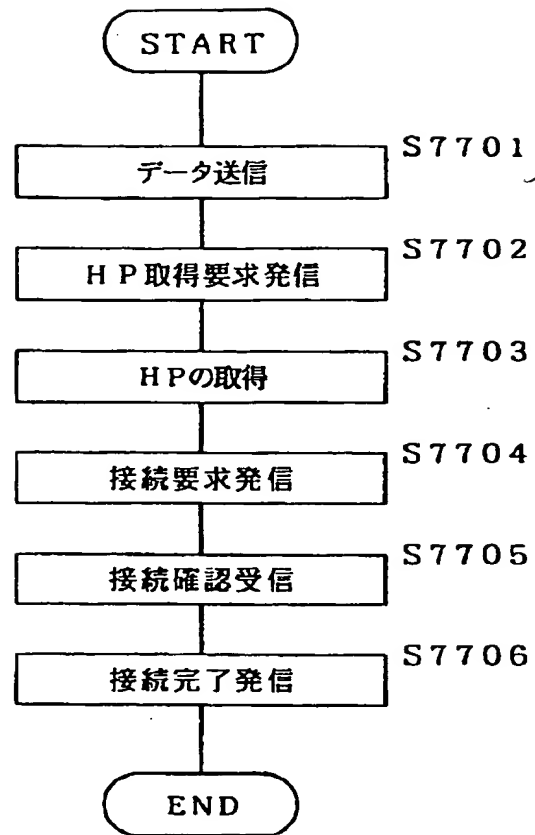 START
S7701
データ送信
S7702
HP取得要求発信
S7703
HPの取得
S7704
接続要求発信
S7705
接続確認受信
S7706
接続完了発信
END